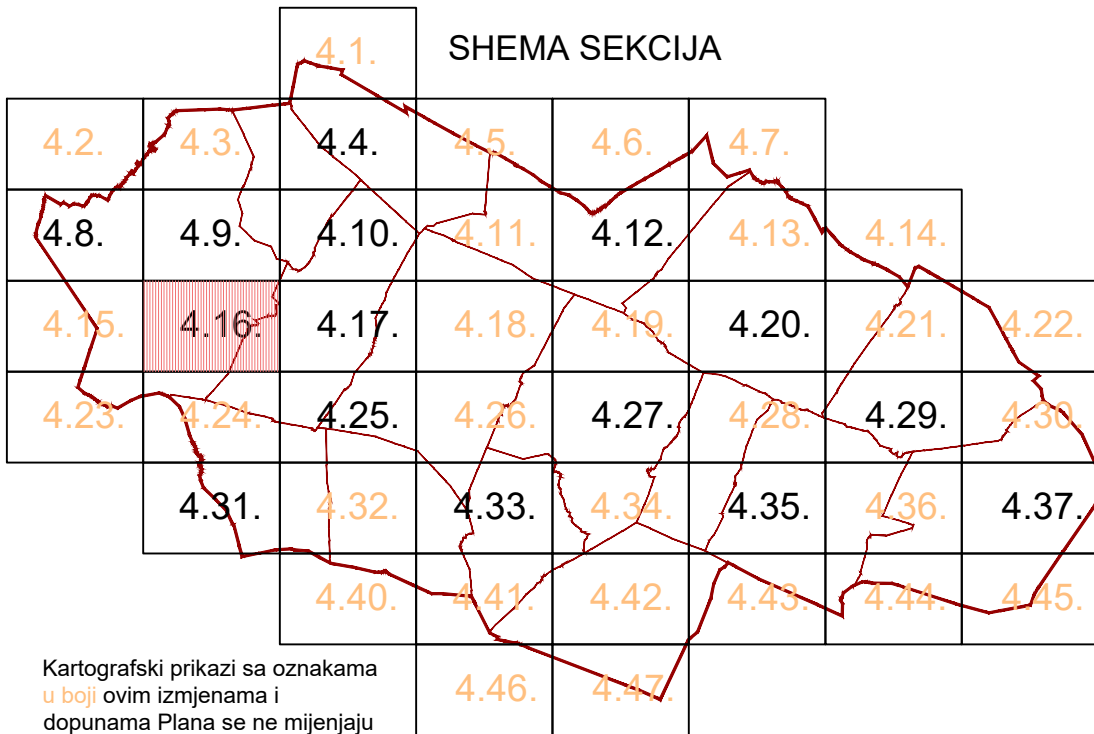 4.1. SHEMA SEKCIJA
4.2. 4.3. 4.4. 4.5. 4.6. 4.7.
4.8. 4.9. 4.10. 4.11. 4.12. 4.13. 4.14.
4.15. 4.16. 4.17. 4.18. 4.19. 4.20. 4.21. 4.22.
4.23. 4.24. 4.25. 4.26. 4.27. 4.28. 4.29. 4.30.
4.31. 4.32. 4.33. 4.34. 4.35. 4.36. 4.37.
4.40. 4.41. 4.42. 4.43. 4.44. 4.45.
4.46. 4.47.
Kartografski prikazi sa oznakama
u boji ovim izmjenama i
dopunama Plana se ne mijenjaju